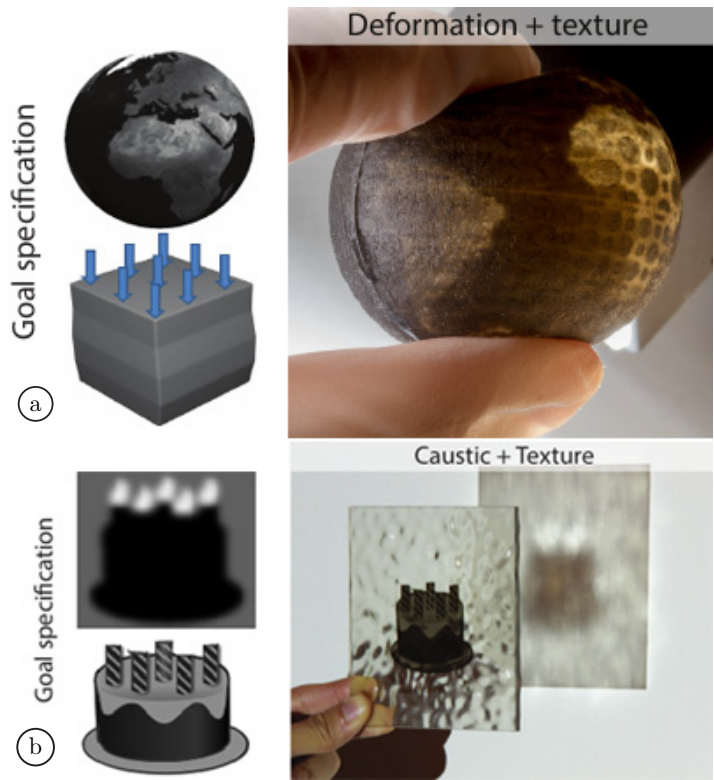 Deformation + texture
Goal specification
a
Caustic + Texture
Goal specification
b